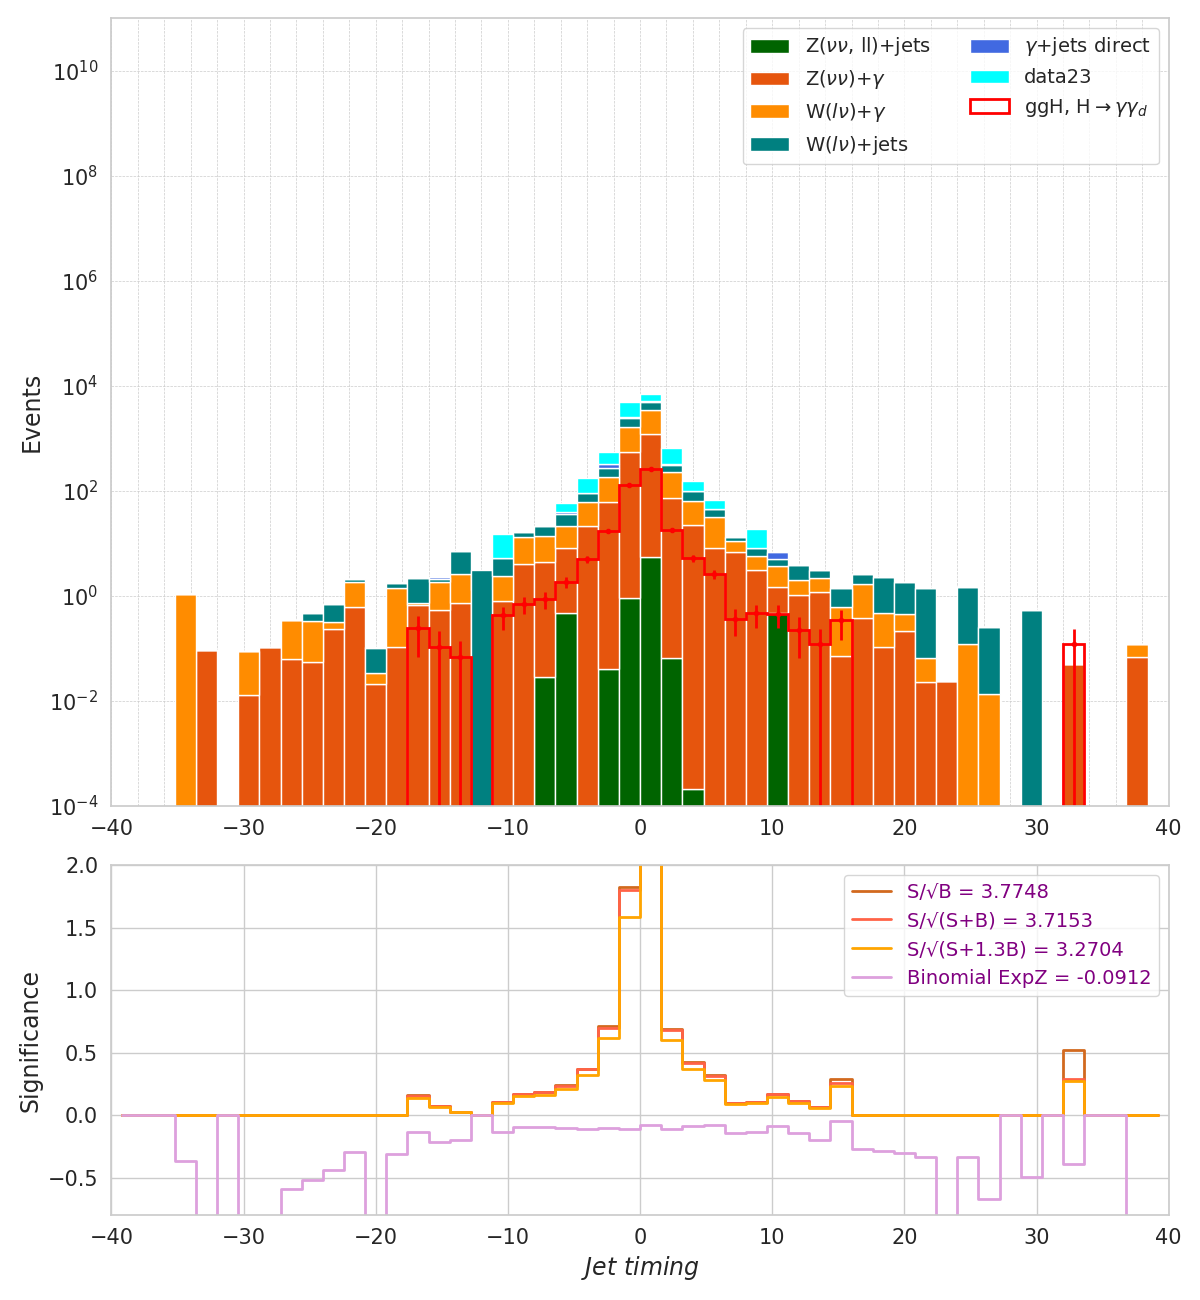 Z(νν, ll)+jets
Z(νν)+γ
W(lν)+γ
W(lν)+jets
γ+jets direct
data23
ggH, H→γγ_d
Events
10^10
10^8
10^6
10^4
10^2
10^0
10^−2
10^−4
−40 −30 −20 −10 0 10 20 30 40
S/√B = 3.7748
S/√(S+B) = 3.7153
S/√(S+1.3B) = 3.2704
Binomial ExpZ = -0.0912
Significance
2.0
1.5
1.0
0.5
0.0
−0.5
−40 −30 −20 −10 0 10 20 30 40
Jet timing